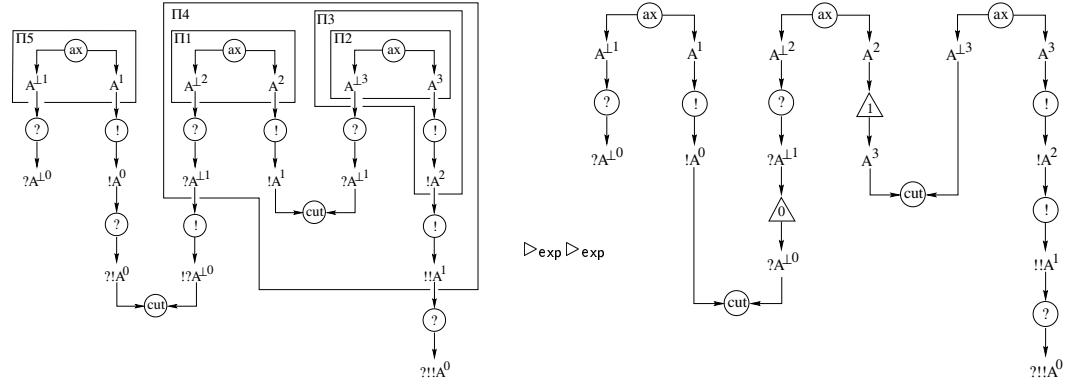 Π4
Π3
Π5 Π1 Π2
ax ax ax ax ax ax
A⊥1 A1 A⊥2 A2 A⊥3 A3 A⊥1 A1 A⊥2 A2 A⊥3 A3
? ! ? ! ? ! ? ! ? 1 !
?A⊥0 !A0 ?A⊥1 !A1 ?A⊥1 !A2 ?A⊥0 !A0 ?A⊥1 A3 !A2
cut cut
? ! ! 0 !
▷exp▷exp
?!A0 !?A⊥0 !!A1 ?A⊥0 !!A1
cut cut
? ?
?!!A0 ?!!A0